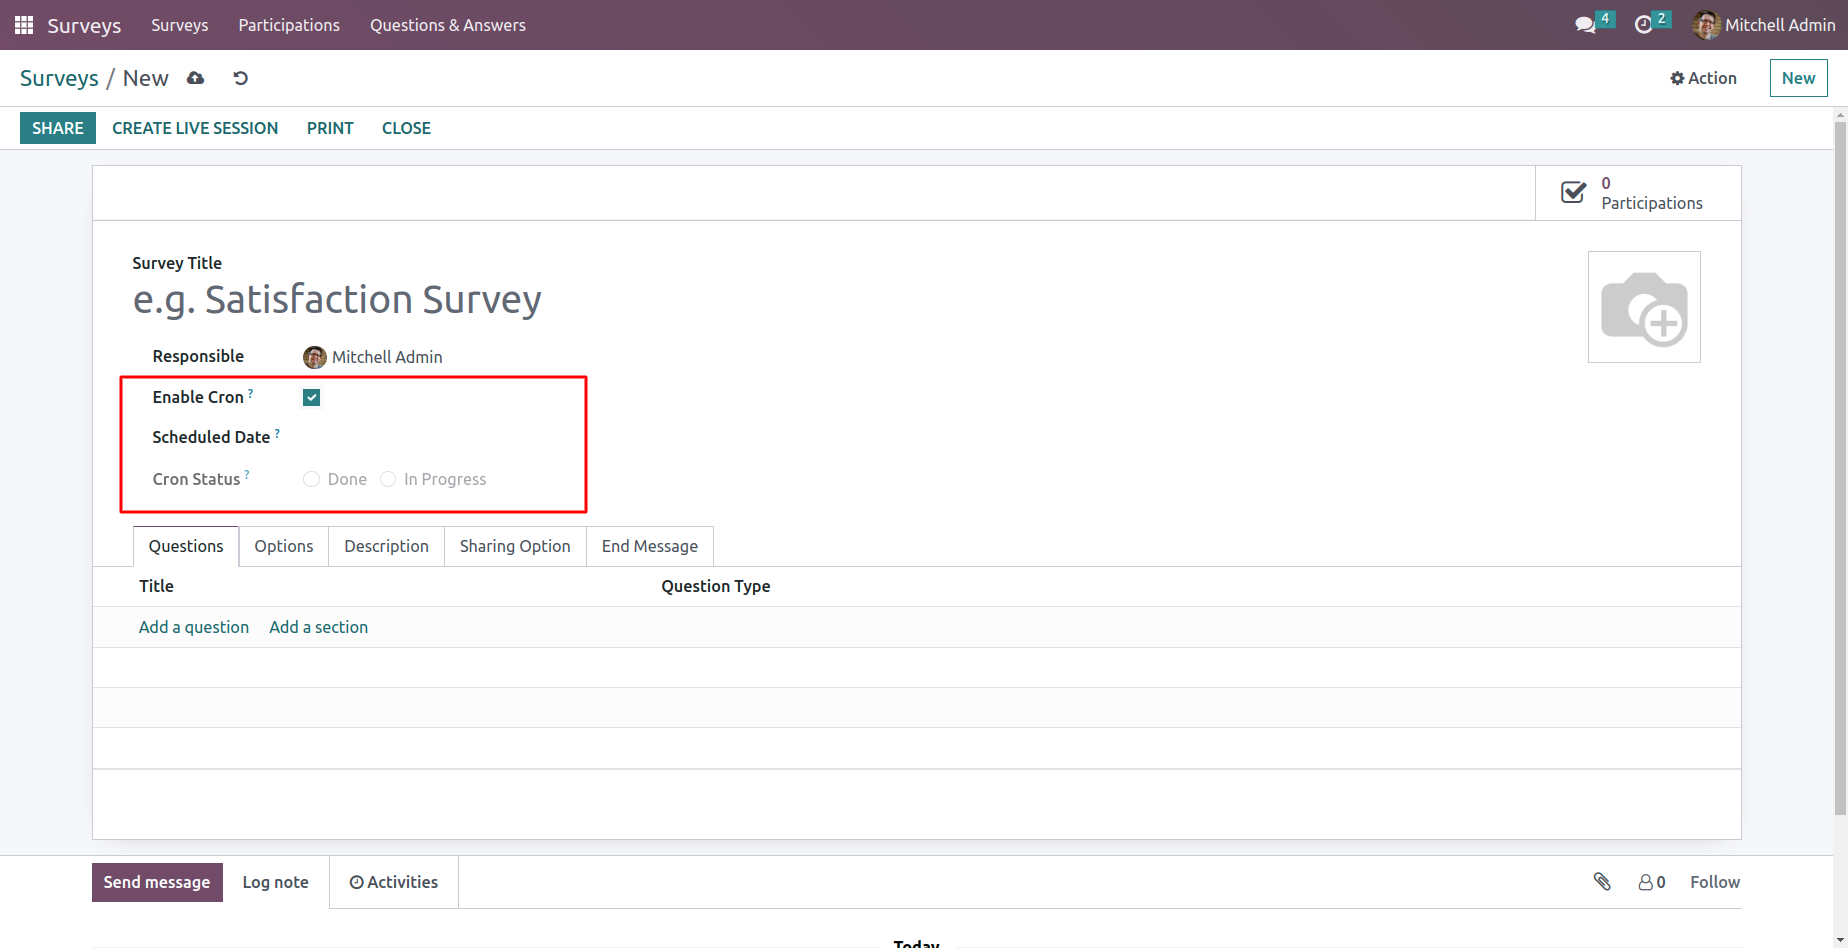 Surveys Surveys Participations Questions & Answers 4 2 Mitchell Admin
Surveys / New Action New
SHARE CREATE LIVE SESSION PRINT CLOSE
0
Participations
Survey Title
e.g. Satisfaction Survey
Responsible Mitchell Admin
Enable Cron ?
Scheduled Date ?
Cron Status ? Done In Progress
Questions Options Description Sharing Option End Message
Title Question Type
Add a question Add a section
Send message Log note Activities 0 Follow
Today